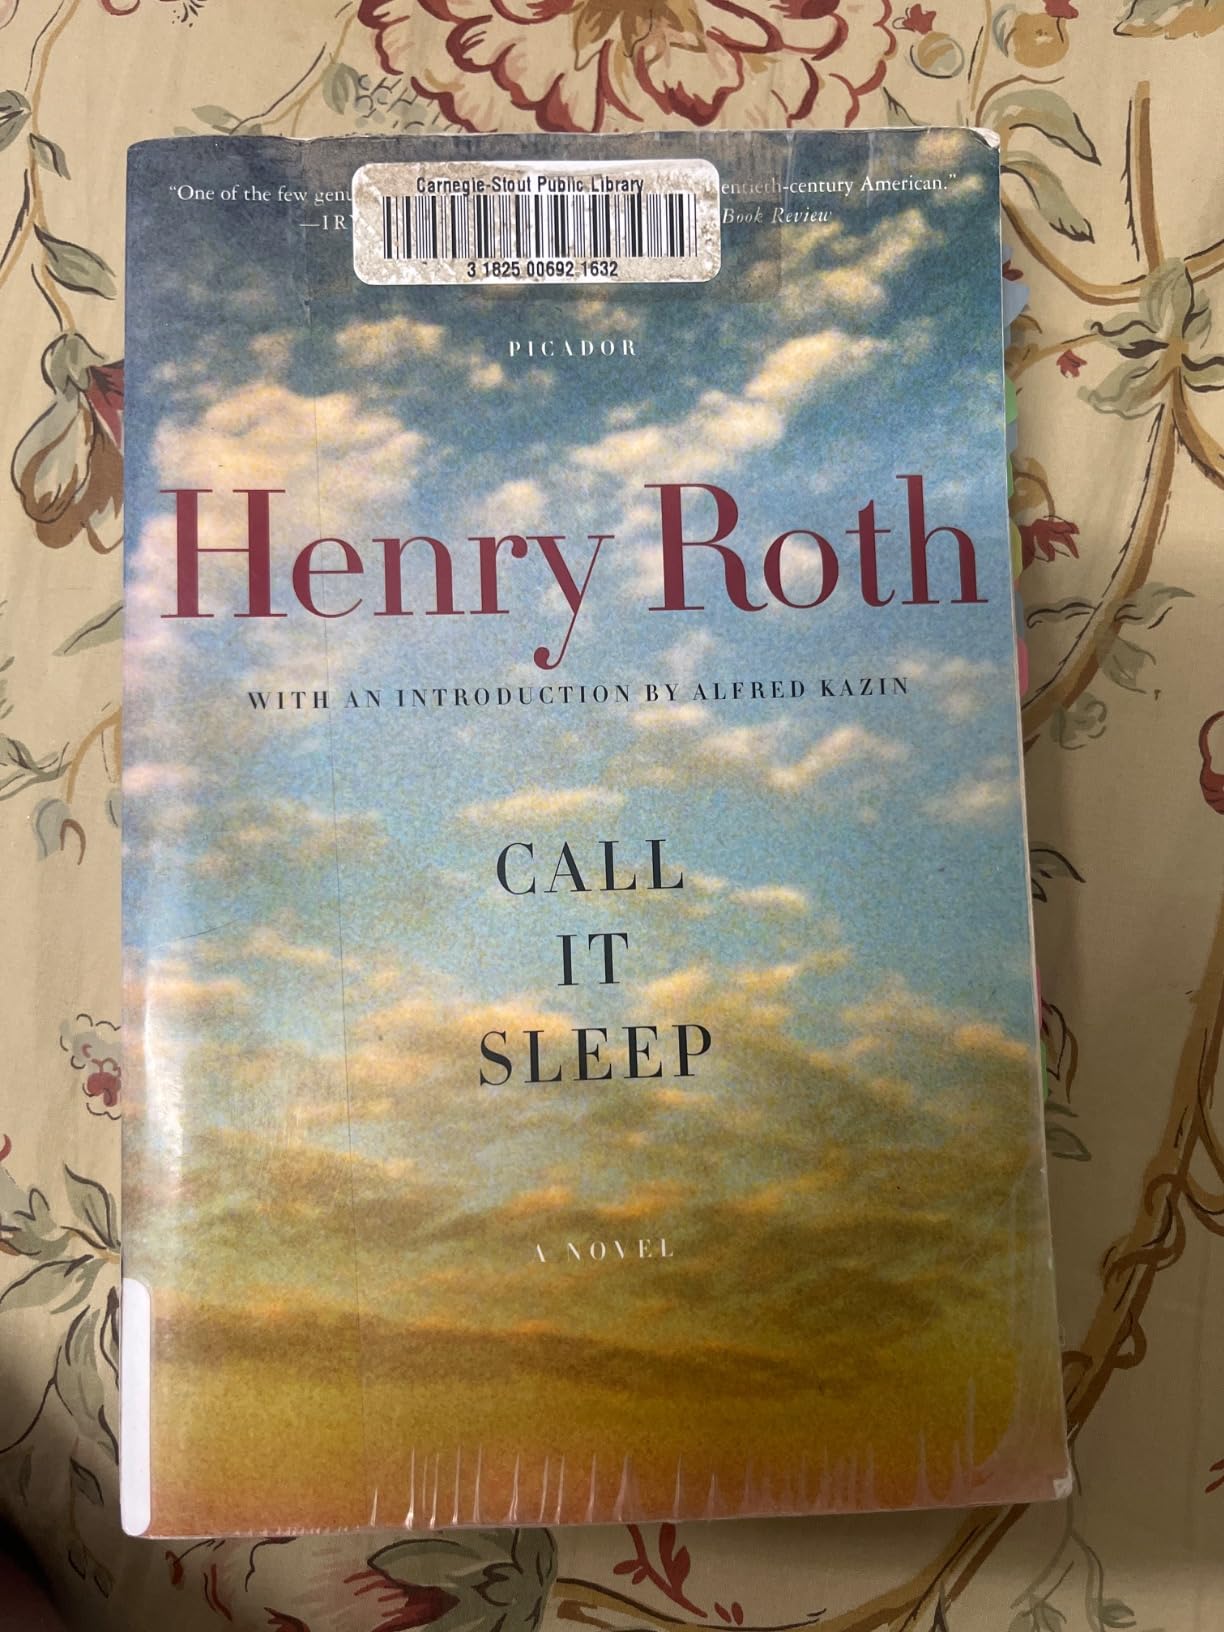 Carnegie-Stout Public Library
3 1825 00692 1632
"One of the few genu entieth-century American."
—IR Book Review
PICADOR
Henry Roth
WITH AN INTRODUCTION BY ALFRED KAZIN
CALL
IT
SLEEP
A NOVEL